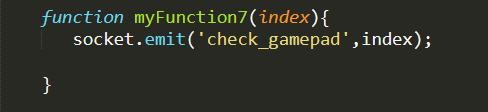 function myFunction7(index){
socket.emit('check_gamepad',index);
}